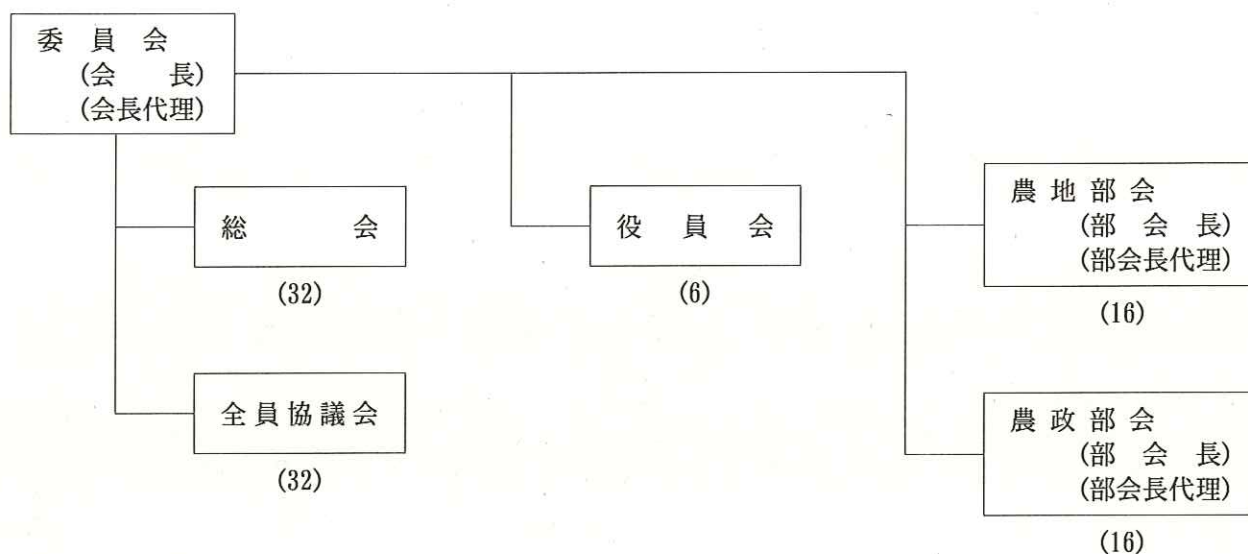 委員会
(会長)
(会長代理)
総会
(32)
全員協議会
(32)
役員会
(6)
農地部会
(部会長)
(部会長代理)
(16)
農政部会
(部会長)
(部会長代理)
(16)